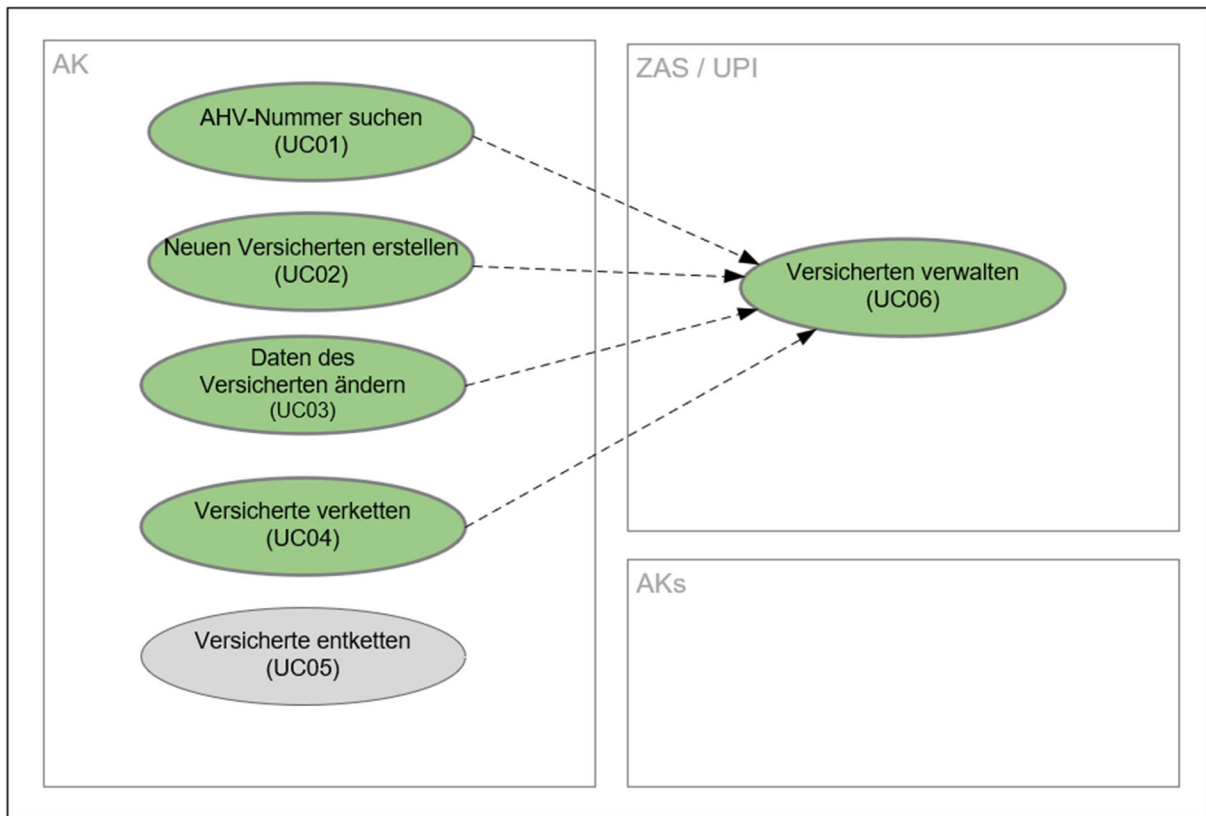 AK
AHV-Nummer suchen
(UC01)
Neuen Versicherten erstellen
(UC02)
Daten des
Versicherten ändern
(UC03)
Versicherte verketten
(UC04)
Versicherte entketten
(UC05)
ZAS / UPI
Versicherten verwalten
(UC06)
AKs